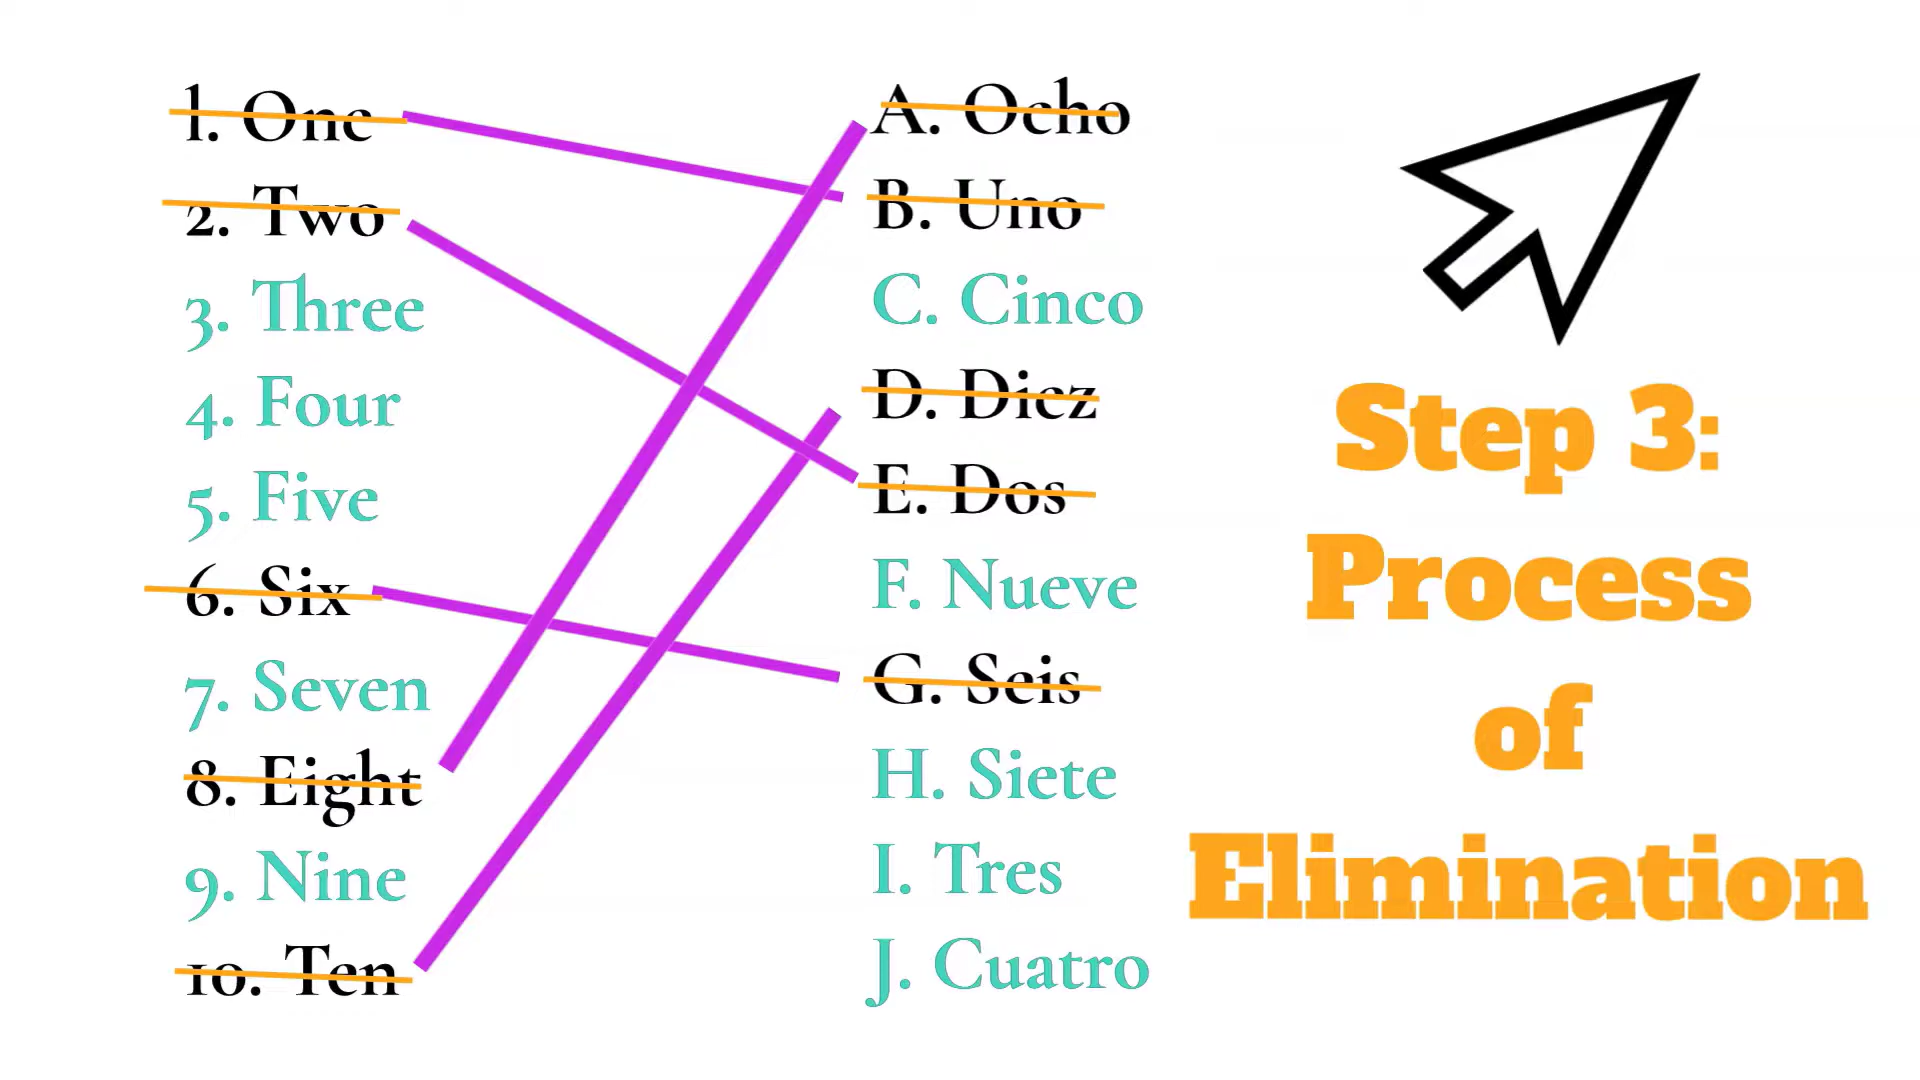 1. One
2. Two
3. Three
4. Four
5. Five
6. Six
7. Seven
8. Eight
9. Nine
10. Ten
A. Ocho
B. Uno
C. Cinco
D. Diez
E. Dos
F. Nueve
G. Seis
H. Siete
I. Tres
J. Cuatro
Step 3:
Process
of
Elimination